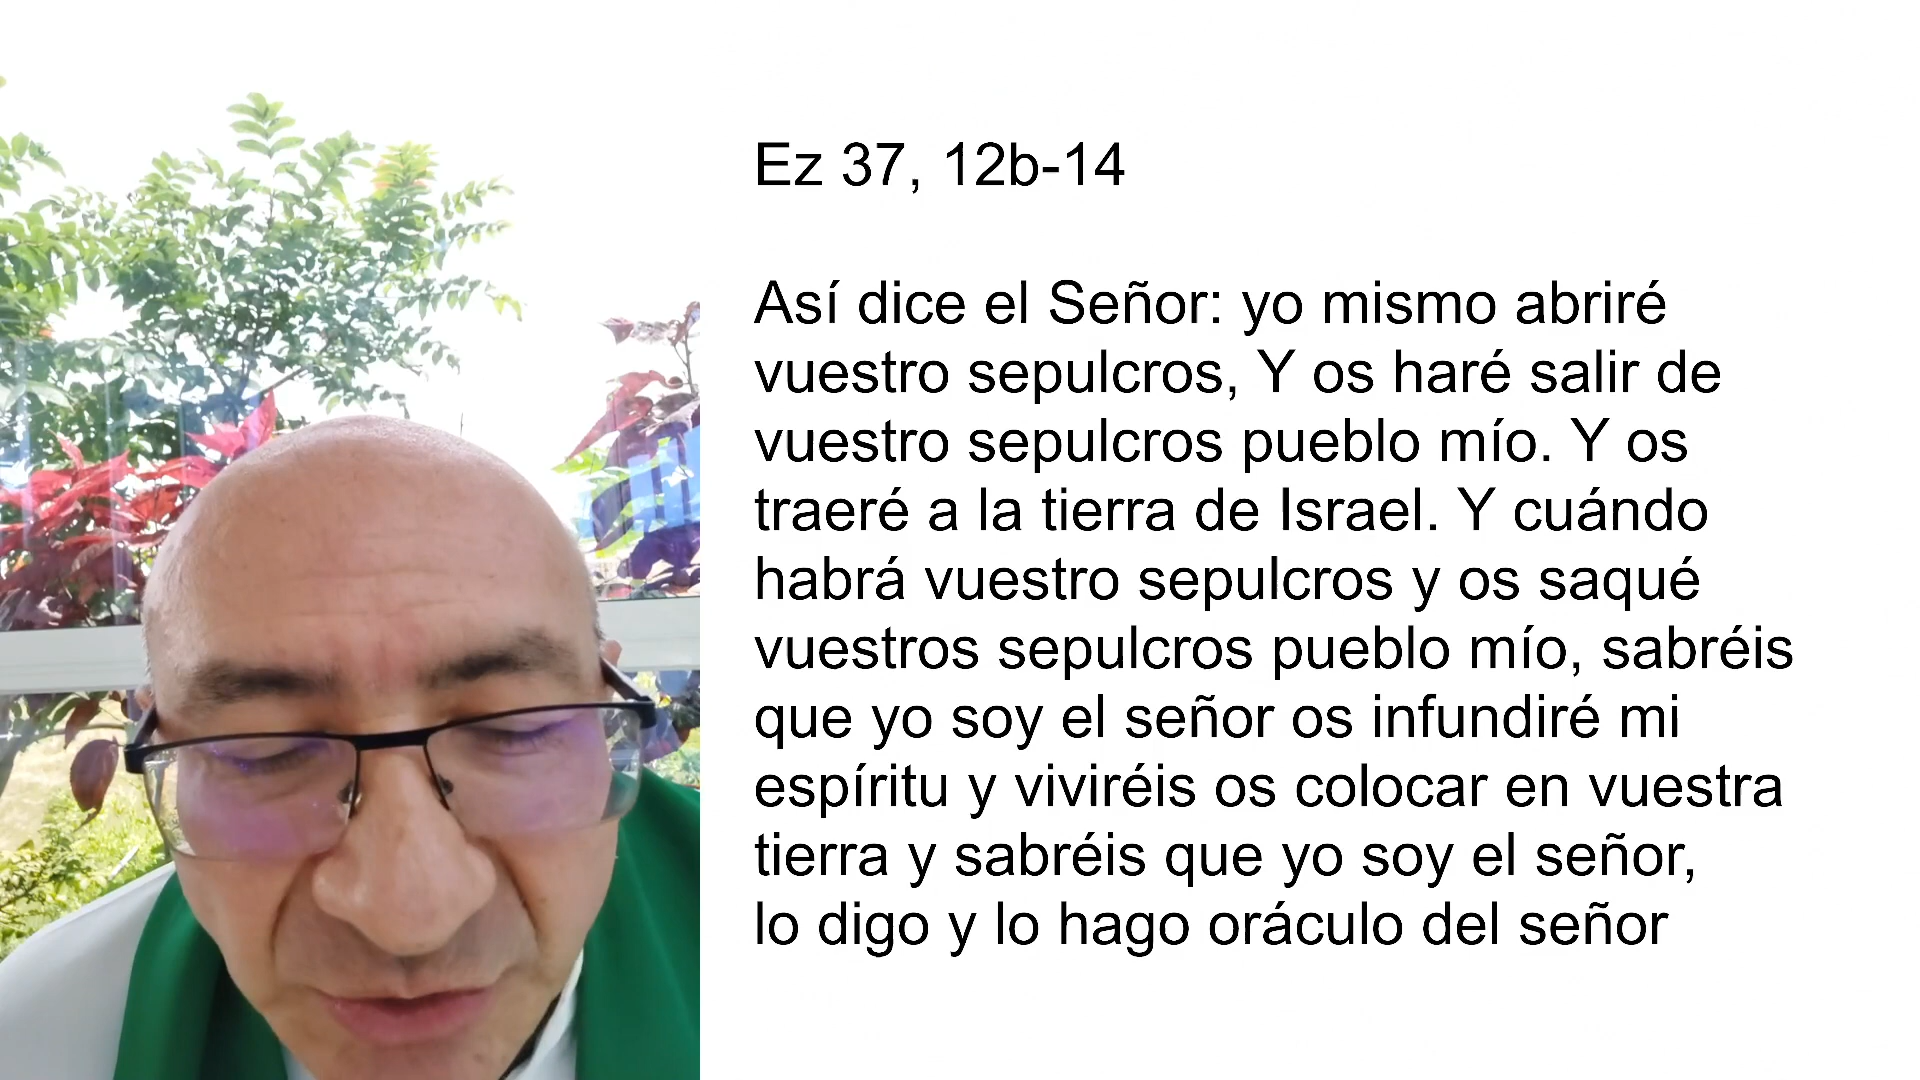 Ez 37, 12b-14
Así dice el Señor: yo mismo abriré
vuestro sepulcros, Y os haré salir de
vuestro sepulcros pueblo mío. Y os
traeré a la tierra de Israel. Y cuándo
habrá vuestro sepulcros y os saqué
vuestros sepulcros pueblo mío, sabréis
que yo soy el señor os infundiré mi
espíritu y viviréis os colocar en vuestra
tierra y sabréis que yo soy el señor,
lo digo y lo hago oráculo del señor